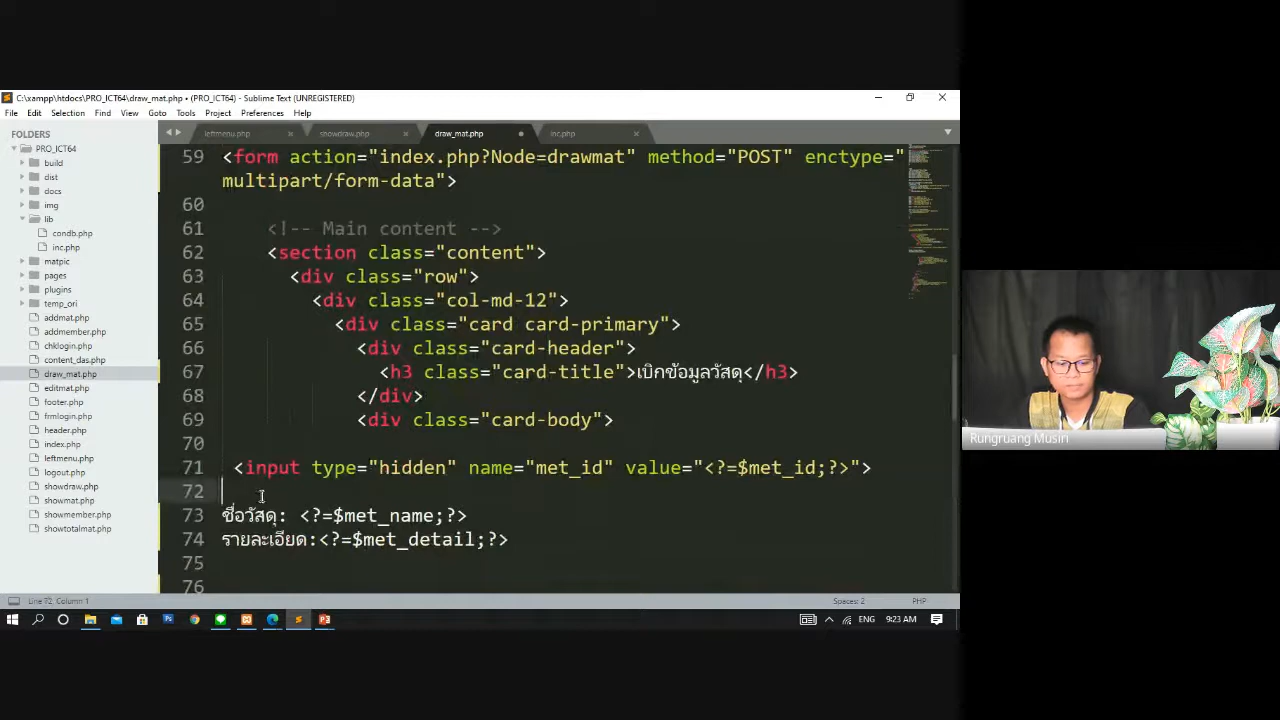 C:\xampp\htdocs\PRO_ICT64\draw_mat.php • (PRO_ICT64) - Sublime Text (UNREGISTERED)
File Edit Selection Find View Goto Tools Project Preferences Help
FOLDERS
PRO_ICT64
build
dist
docs
img
lib
condb.php
inc.php
matpic
pages
plugins
temp_ori
addmat.php
addmember.php
chklogin.php
content_das.php
draw_mat.php
editmat.php
footer.php
frmlogin.php
header.php
index.php
leftmenu.php
logout.php
showdraw.php
showmat.php
showmember.php
showtotalmat.php
leftmenu.php showdraw.php draw_mat.php inc.php
59 <form action="index.php?Node=drawmat" method="POST" enctype="
multipart/form-data">
60
61 <!-- Main content -->
62 <section class="content">
63 <div class="row">
64 <div class="col-md-12">
65 <div class="card card-primary">
66 <div class="card-header">
67 <h3 class="card-title">เบิกข้อมูลวัสดุ</h3>
68 </div>
69 <div class="card-body">
70
71 <input type="hidden" name="met_id" value="<?=$met_id;?>">
72
73 ชื่อวัสดุ: <?=$met_name;?>
74 รายละเอียด:<?=$met_detail;?>
75
76
Line 72, Column 1 Spaces: 2 PHP
ENG 9:23 AM
Rungruang Musiri